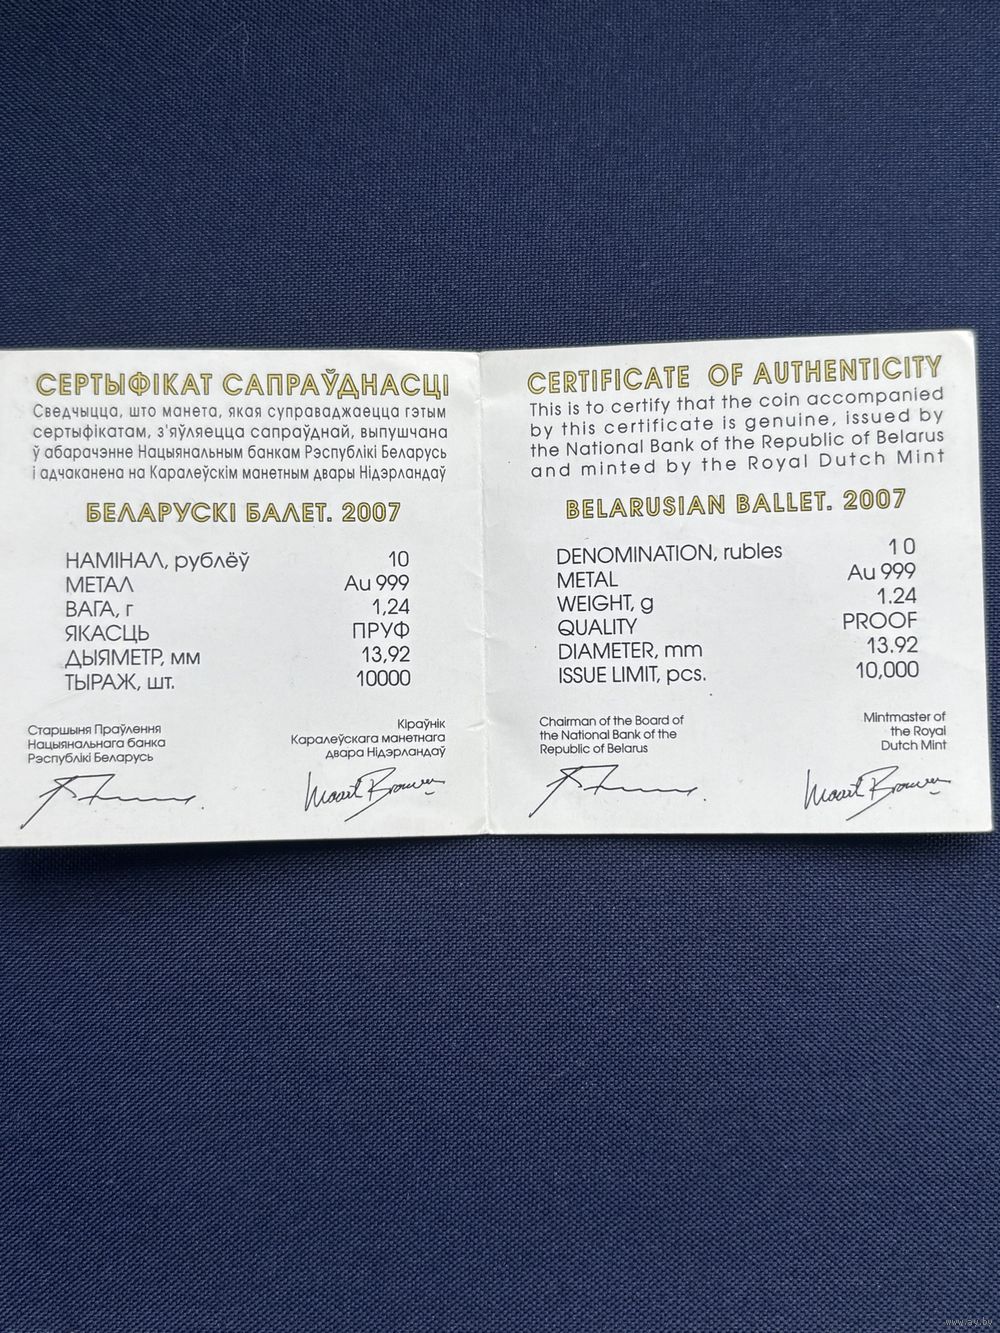 СЕРТЫФІКАТ САПРАЎДНАСЦІ
Сведчыцца, што манета, якая суправаджаецца гэтым
сертыфікатам, з'яўляецца сапраўднай, выпушчана
ў абарачэнне Нацыянальным банкам Рэспублікі Беларусь
і адчаканена на Каралеўскім манетным двары Нідэрландаў
БЕЛАРУСКІ БАЛЕТ. 2007
НАМІНАЛ, рублёў 10
МЕТАЛ Au 999
ВАГА, г 1,24
ЯКАСЦЬ ПРУФ
ДЫЯМЕТР, мм 13,92
ТЫРАЖ, шт. 10000
Старшыня Праўлення
Нацыянальнага банка
Рэспублікі Беларусь
Кіраўнік
Каралеўскага манетнага
двара Нідэрландаў
CERTIFICATE OF AUTHENTICITY
This is to certify that the coin accompanied
by this certificate is genuine, issued by
the National Bank of the Republic of Belarus
and minted by the Royal Dutch Mint
BELARUSIAN BALLET. 2007
DENOMINATION, rubles 10
METAL Au 999
WEIGHT, g 1.24
QUALITY PROOF
DIAMETER, mm 13.92
ISSUE LIMIT, pcs. 10,000
Chairman of the Board of
the National Bank of the
Republic of Belarus
Mintmaster of
the Royal
Dutch Mint
www.ay.by